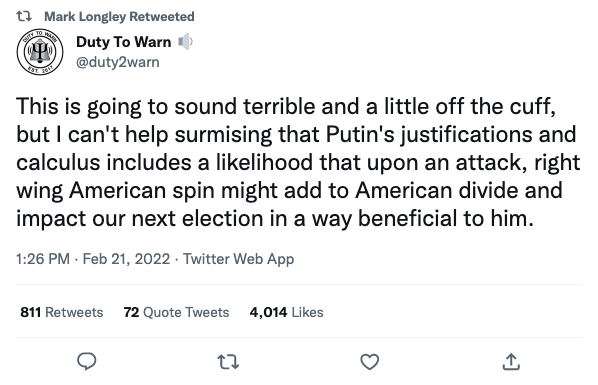 Mark Longley Retweeted
DUTY TO WARN
EST. 2017
Duty To Warn
@duty2warn
This is going to sound terrible and a little off the cuff,
but I can't help surmising that Putin's justifications and
calculus includes a likelihood that upon an attack, right
wing American spin might add to American divide and
impact our next election in a way beneficial to him.
1:26 PM · Feb 21, 2022 · Twitter Web App
811 Retweets 72 Quote Tweets 4,014 Likes